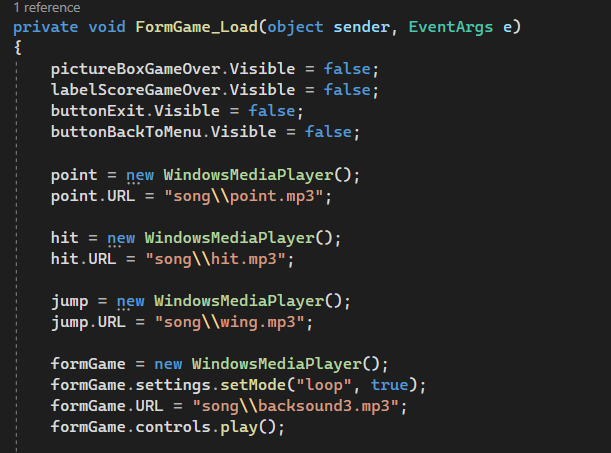 1 reference
private void FormGame_Load(object sender, EventArgs e)
{
    pictureBoxGameOver.Visible = false;
    labelScoreGameOver.Visible = false;
    buttonExit.Visible = false;
    buttonBackToMenu.Visible = false;

    point = new WindowsMediaPlayer();
    point.URL = "song\\point.mp3";

    hit = new WindowsMediaPlayer();
    hit.URL = "song\\hit.mp3";

    jump = new WindowsMediaPlayer();
    jump.URL = "song\\wing.mp3";

    formGame = new WindowsMediaPlayer();
    formGame.settings.setMode("loop", true);
    formGame.URL = "song\\backsound3.mp3";
    formGame.controls.play();